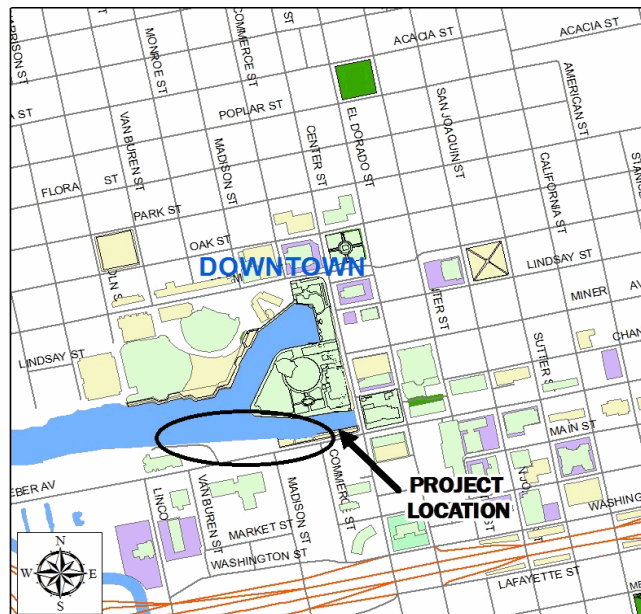 COMMERCE ST
MONROE ST
ACACIA ST
ACACIA ST
AMERICAN ST
POPLAR ST
VAN BUREN ST
MADISON ST
CENTER ST
EL DORADO ST
SAN JOAQUIN ST
CALIFORNIA ST
FLORA ST
PARK ST
OAK ST
DOWNTOWN
LINDSAY ST
LINDSAY ST
MINER AV
SUTTER S
MAIN ST
COMMERCE ST
PROJECT
LOCATION
VAN BUREN ST
MADISON ST
MARKET ST
WASHINGTON ST
LAFAYETTE ST
N
W
E
S